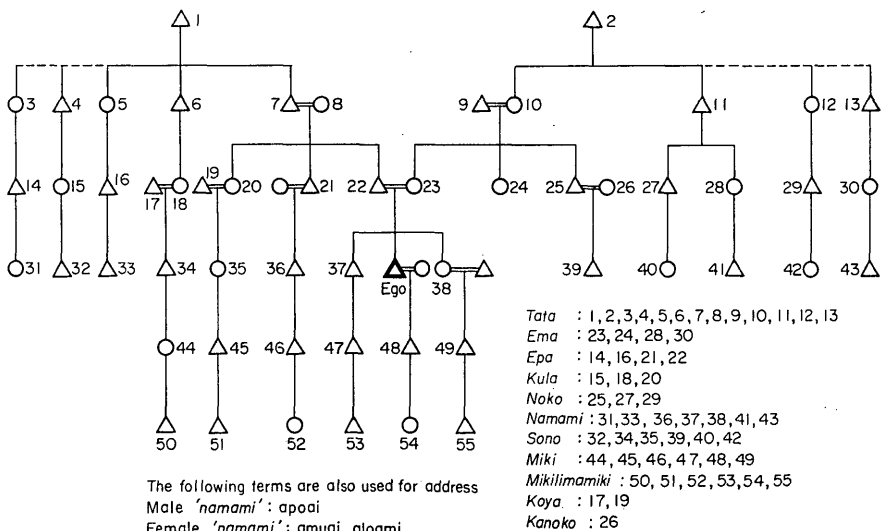 1 2
3 4 5 6 7 8 9 10 11 12 13
14 15 16 17 18 19 20 21 22 23 24 25 26 27 28 29 30
31 32 33 34 35 36 37 Ego 38 39 40 41 42 43
44 45 46 47 48 49
50 51 52 53 54 55
Tata : 1, 2, 3, 4, 5, 6, 7, 8, 9, 10, 11, 12, 13
Ema : 23, 24, 28, 30
Epa : 14, 16, 21, 22
Kula : 15, 18, 20
Noko : 25, 27, 29
Namami : 31, 33, 36, 37, 38, 41, 43
Sono : 32, 34, 35, 39, 40, 42
Miki : 44, 45, 46, 47, 48, 49
Mikilimamiki : 50, 51, 52, 53, 54, 55
Koya : 17, 19
Kanoko : 26
The following terms are also used for address
Male 'namami' : apoai